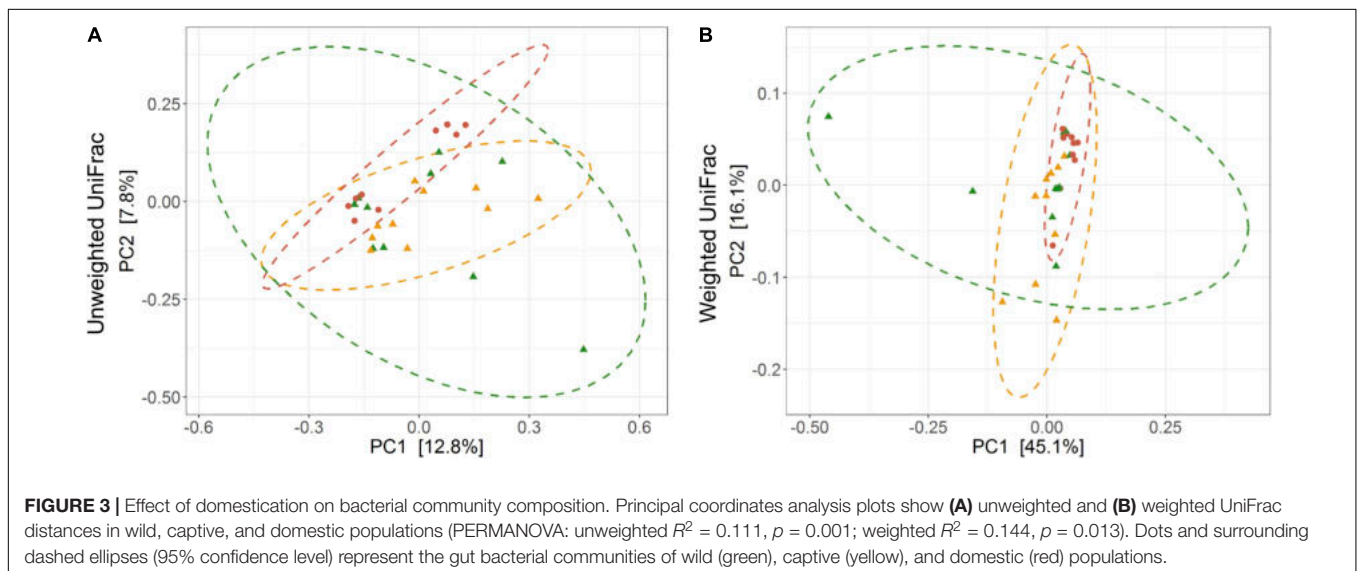 A
B
Unweighted UniFrac
PC2 [7.8%]
0.25
0.00
-0.25
-0.50
-0.6
-0.3
0.0
0.3
0.6
PC1 [12.8%]
Weighted UniFrac
PC2 [16.1%]
0.1
0.0
-0.1
-0.2
-0.50
-0.25
0.00
0.25
PC1 [45.1%]
FIGURE 3 | Effect of domestication on bacterial community composition. Principal coordinates analysis plots show (A) unweighted and (B) weighted UniFrac
distances in wild, captive, and domestic populations (PERMANOVA: unweighted R² = 0.111, p = 0.001; weighted R² = 0.144, p = 0.013). Dots and surrounding
dashed ellipses (95% confidence level) represent the gut bacterial communities of wild (green), captive (yellow), and domestic (red) populations.